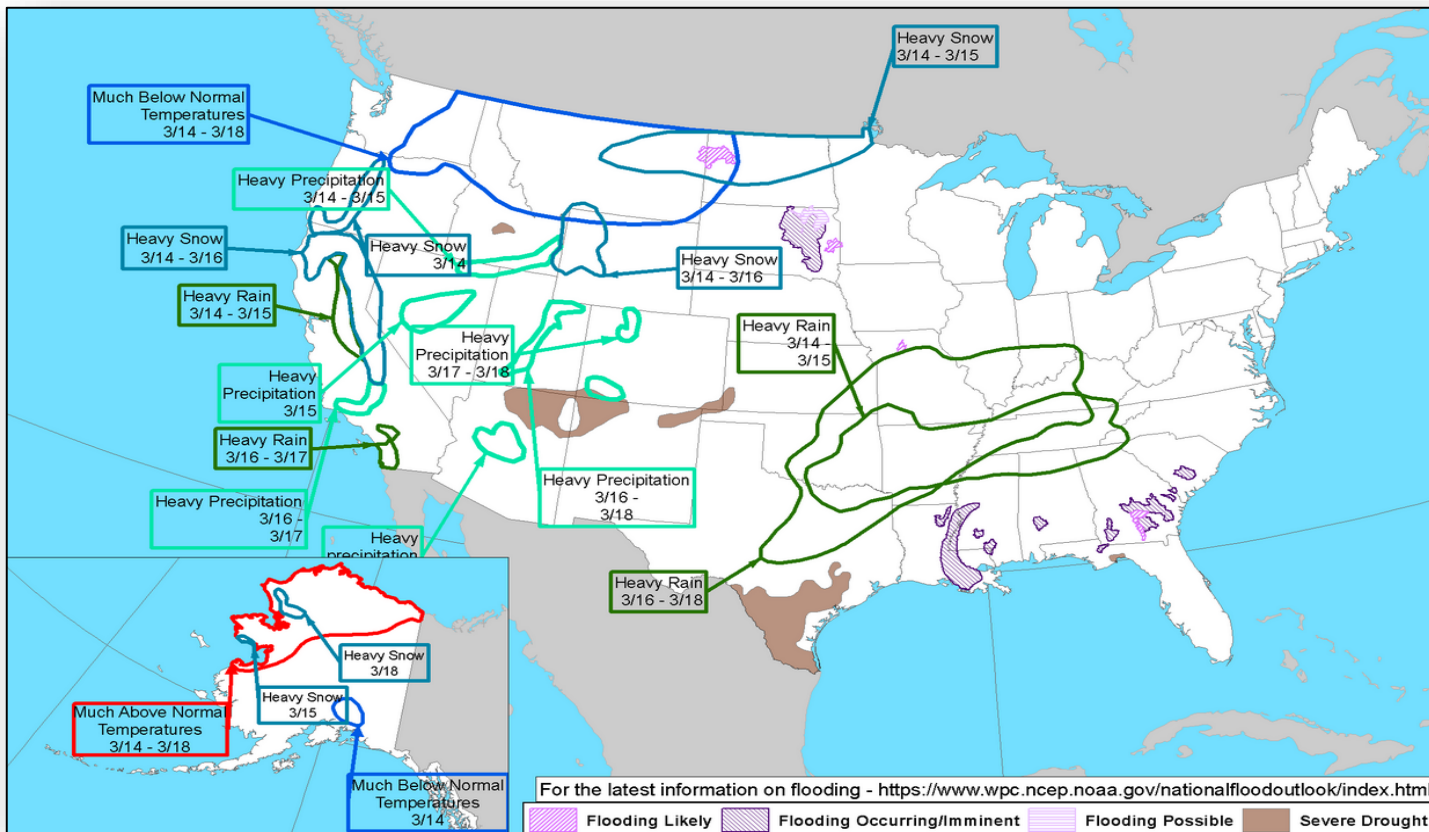 Heavy Snow
3/14 - 3/15
Much Below Normal
Temperatures
3/14 - 3/18
Heavy Precipitation
3/14 - 3/15
Heavy Snow
3/14 - 3/16
Heavy Snow
3/14
Heavy Snow
3/14 - 3/16
Heavy Rain
3/14 - 3/15
Heavy Rain
3/14 -
3/15
Heavy
Precipitation
3/17 - 3/18
Heavy
Precipitation
3/15
Heavy Rain
3/16 - 3/17
Heavy Precipitation
3/16 -
3/17
Heavy Precipitation
3/16 -
3/18
Heavy
precipitation
Heavy Rain
3/16 - 3/18
Heavy Snow
3/18
Heavy Snow
3/15
Much Above Normal
Temperatures
3/14 - 3/18
Much Below Normal
Temperatures
3/14
For the latest information on flooding - https://www.wpc.ncep.noaa.gov/nationalfloodoutlook/index.html
Flooding Likely
Flooding Occurring/Imminent
Flooding Possible
Severe Drought